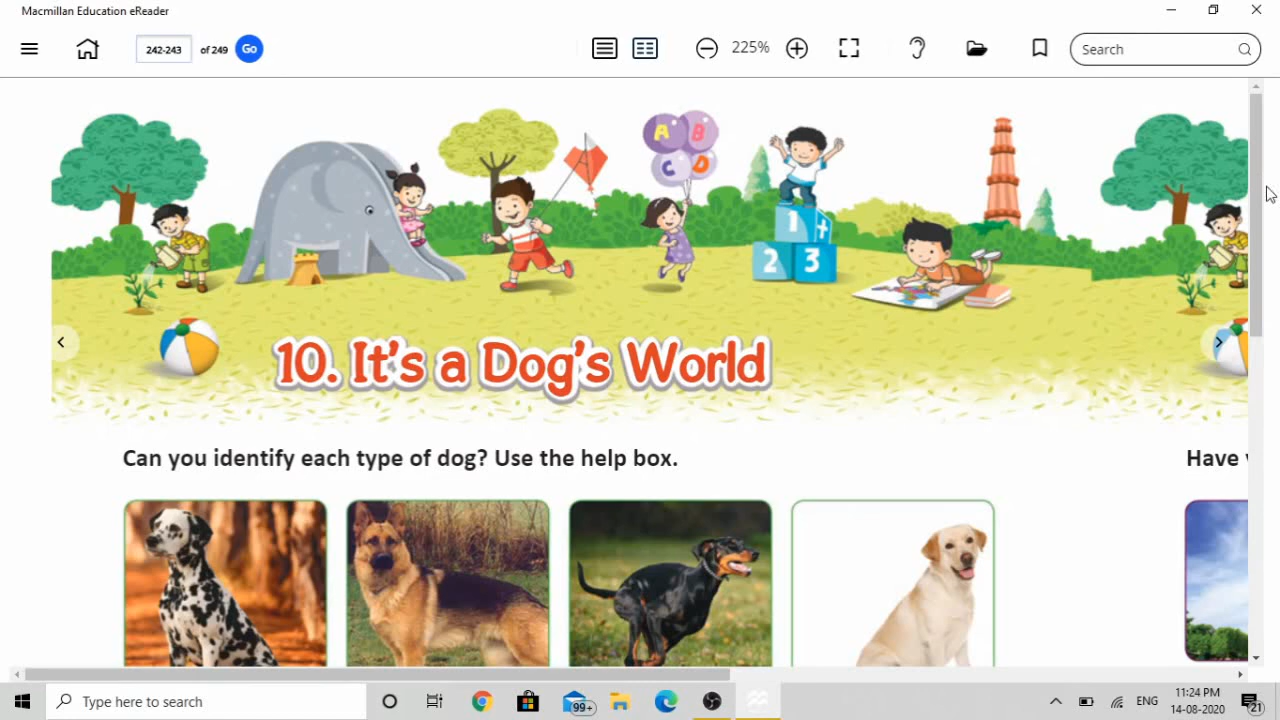 Macmillan Education eReader
242-243 of 249 Go
225%
Search
A B
C D
1 +
2 3
10. It's a Dog's World
Can you identify each type of dog? Use the help box.
Have
Type here to search
99+
ENG
11:24 PM
14-08-2020
21